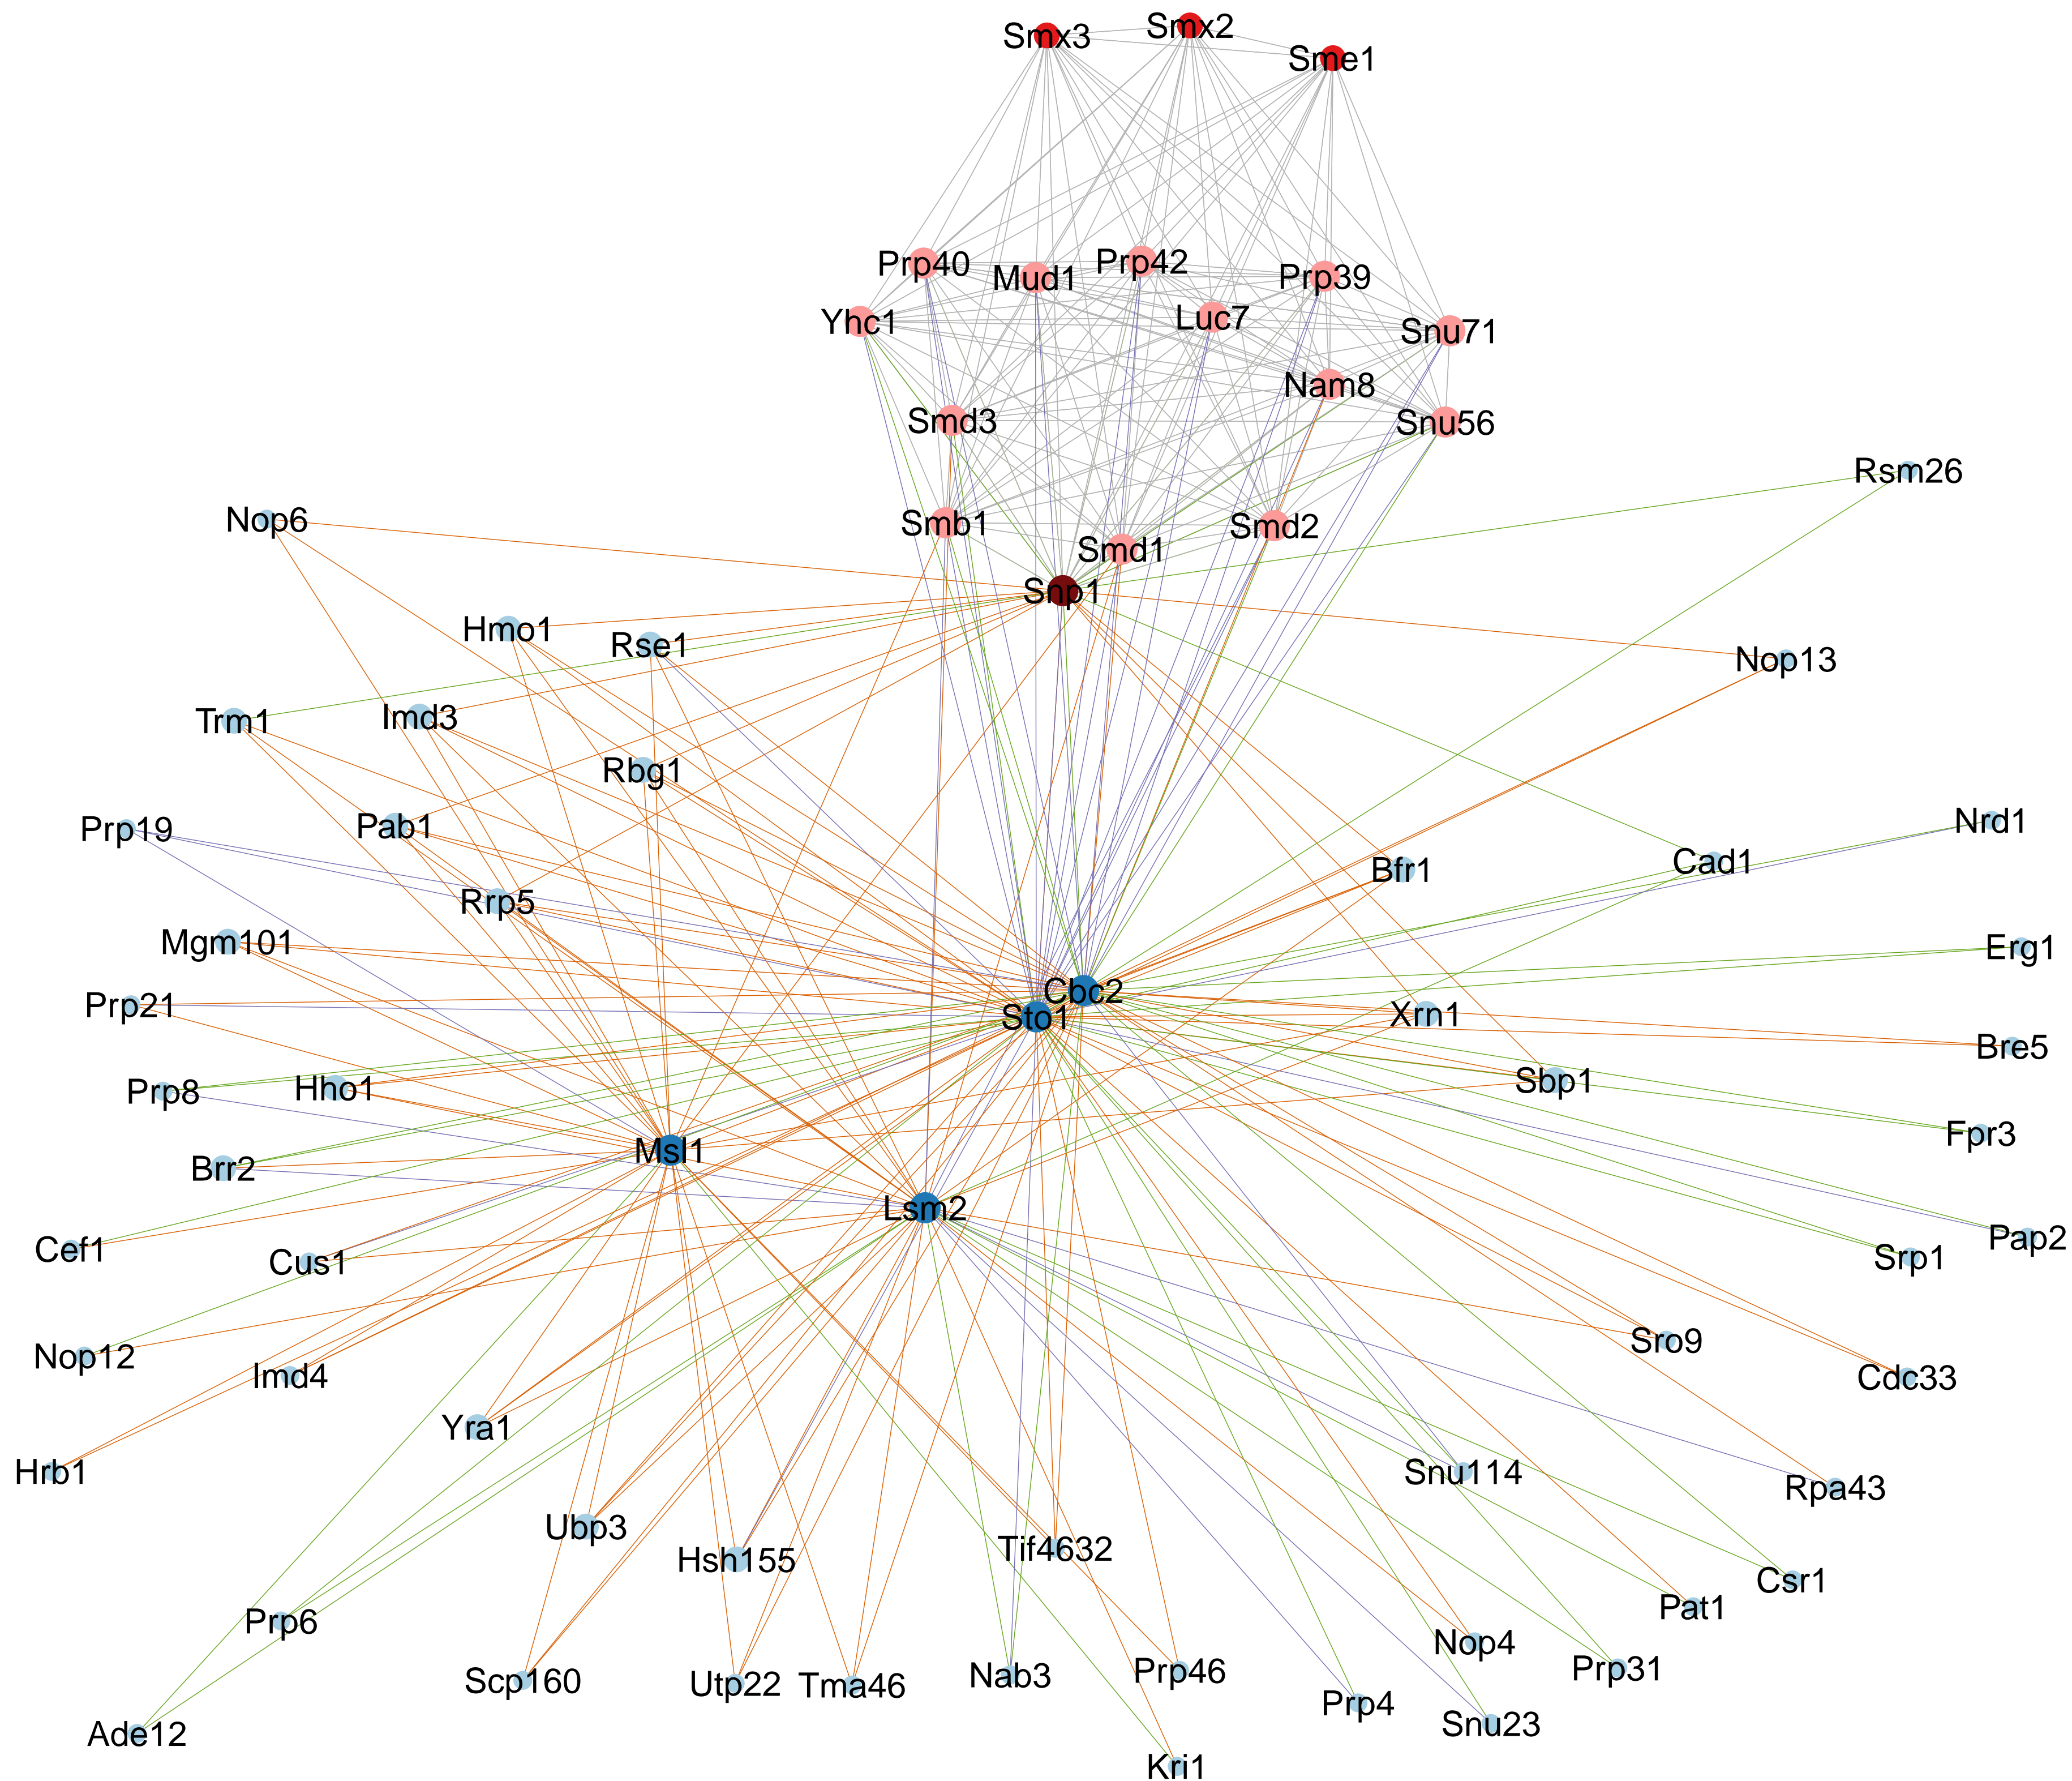 Smx3
Smx2
Sme1
Prp40
Mud1
Prp42
Prp39
Yhc1
Luc7
Snu71
Nam8
Smd3
Snu56
Rsm26
Nop6
Smb1
Smd1
Smd2
Snp1
Hmo1
Rse1
Nop13
Trm1
Imd3
Rbg1
Prp19
Pab1
Nrd1
Bfr1
Cad1
Rrp5
Mgm101
Erg1
Prp21
Cbc2
Sto1
Xrn1
Bre5
Prp8
Hho1
Sbp1
Fpr3
Brr2
Msl1
Lsm2
Pap2
Cef1
Cus1
Srp1
Nop12
Imd4
Sro9
Cdc33
Yra1
Hrb1
Snu114
Rpa43
Ubp3
Hsh155
Tif4632
Csr1
Pat1
Prp6
Nop4
Scp160
Utp22
Tma46
Nab3
Prp46
Prp31
Prp4
Snu23
Ade12
Kri1